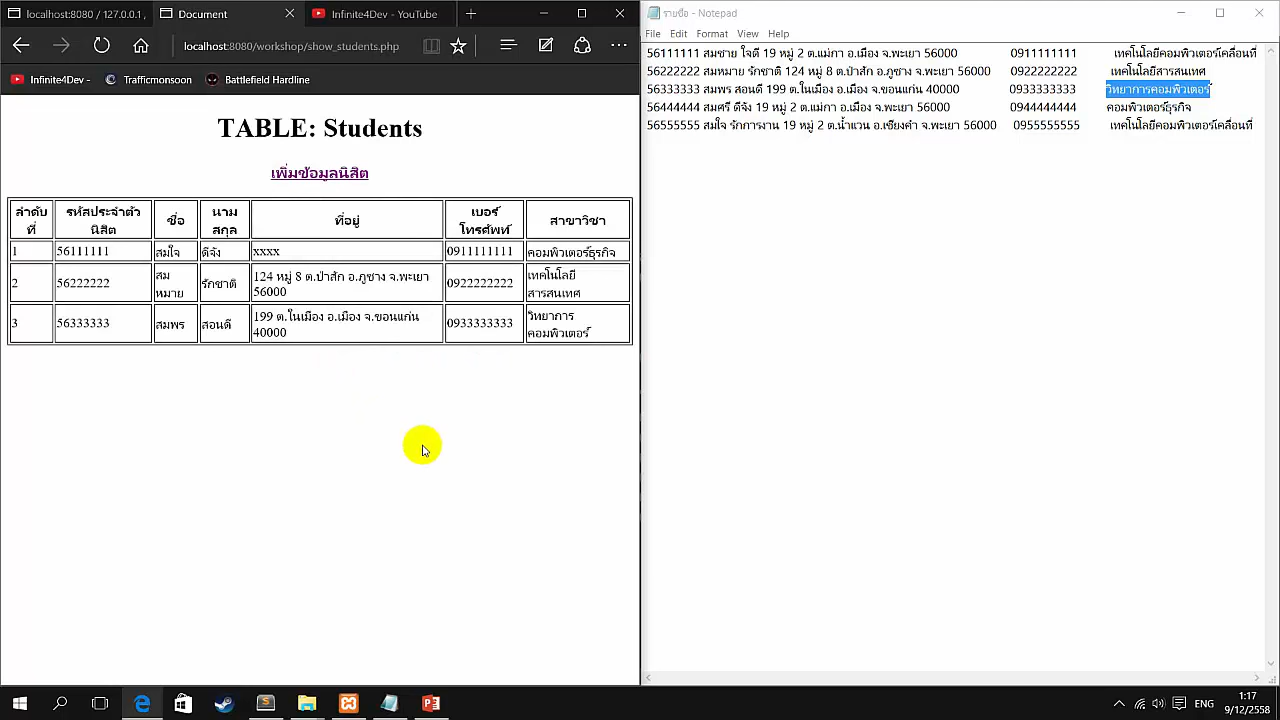 localhost:8080 / 127.0.0.1 /
Document
Infinite4Dev - YouTube
localhost:8080/workshop/show_students.php
Infinite4Dev -
Trafficmonsoon
Battlefield Hardline
TABLE: Students
เพิ่มข้อมูลนิสิต
ลำดับที่ รหัสประจำตัวนิสิต ชื่อ นามสกุล ที่อยู่ เบอร์โทรศัพท์ สาขาวิชา
1 56111111 สมใจ ดีจัง xxxx 0911111111 คอมพิวเตอร์ธุรกิจ
2 56222222 สมหมาย รักชาติ 124 หมู่ 8 ต.ป่าสัก อ.ภูซาง จ.พะเยา 56000 0922222222 เทคโนโลยีสารสนเทศ
3 56333333 สมพร สอนดี 199 ต.ในเมือง อ.เมือง จ.ขอนแก่น 40000 0933333333 วิทยาการคอมพิวเตอร์
รายชื่อ - Notepad
File Edit Format View Help
56111111 สมชาย ใจดี 19 หมู่ 2 ต.แม่กา อ.เมือง จ.พะเยา 56000 0911111111 เทคโนโลยีคอมพิวเตอร์เคลื่อนที่
56222222 สมหมาย รักชาติ 124 หมู่ 8 ต.ป่าสัก อ.ภูซาง จ.พะเยา 56000 0922222222 เทคโนโลยีสารสนเทศ
56333333 สมพร สอนดี 199 ต.ในเมือง อ.เมือง จ.ขอนแก่น 40000 0933333333 วิทยาการคอมพิวเตอร์
56444444 สมศรี ดีจัง 19 หมู่ 2 ต.แม่กา อ.เมือง จ.พะเยา 56000 0944444444 คอมพิวเตอร์ธุรกิจ
56555555 สมใจ รักการงาน 19 หมู่ 2 ต.น้ำแวน อ.เชียงคำ จ.พะเยา 56000 0955555555 เทคโนโลยีคอมพิวเตอร์เคลื่อนที่
ENG
1:17
9/12/2558